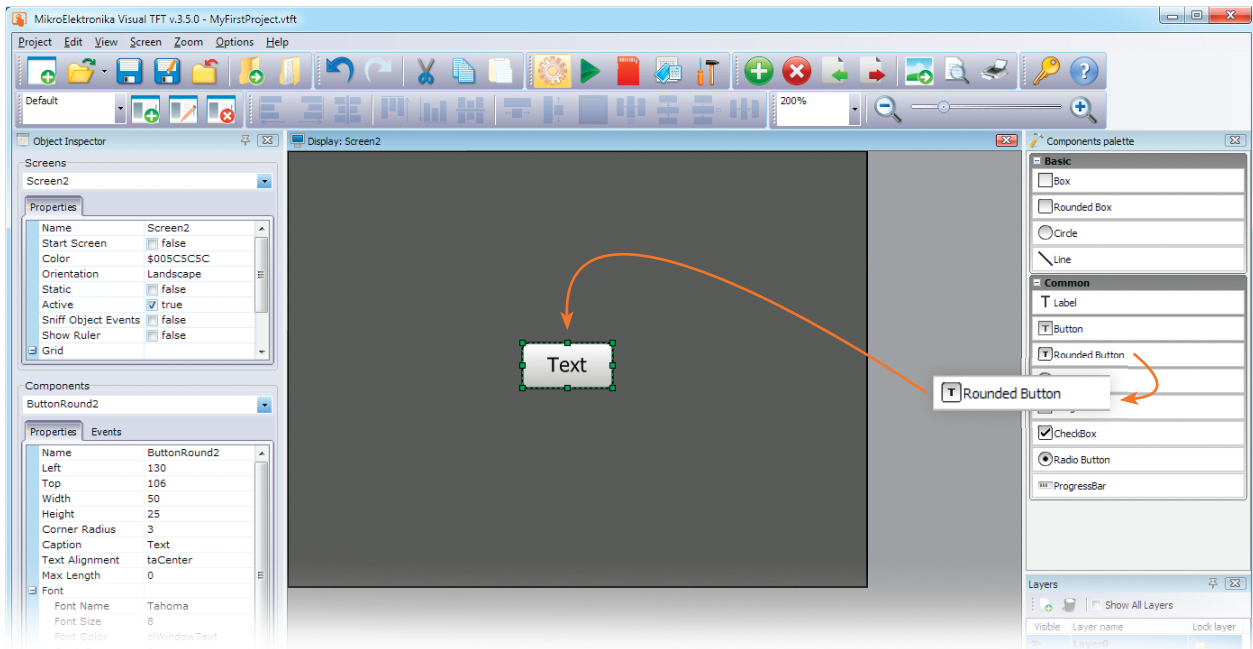 MikroElektronika Visual TFT v.3.5.0 - MyFirstProject.vtft
Project Edit View Screen Zoom Options Help
Default
200%
Object Inspector
Screens
Screen2
Properties
Name Screen2
Start Screen false
Color $005C5C5C
Orientation Landscape
Static false
Active true
Sniff Object Events false
Show Ruler false
Grid
Components
ButtonRound2
Properties Events
Name ButtonRound2
Left 130
Top 106
Width 50
Height 25
Corner Radius 3
Caption Text
Text Alignment taCenter
Max Length 0
Font
Font Name Tahoma
Font Size 8
Font Color clWindowText
Display: Screen2
Text
Rounded Button
Components palette
Basic
Box
Rounded Box
Circle
Line
Common
T Label
T Button
T Rounded Button
CheckBox
Radio Button
ProgressBar
Layers
Show All Layers
Visible Layer name Lock layer
Layer0